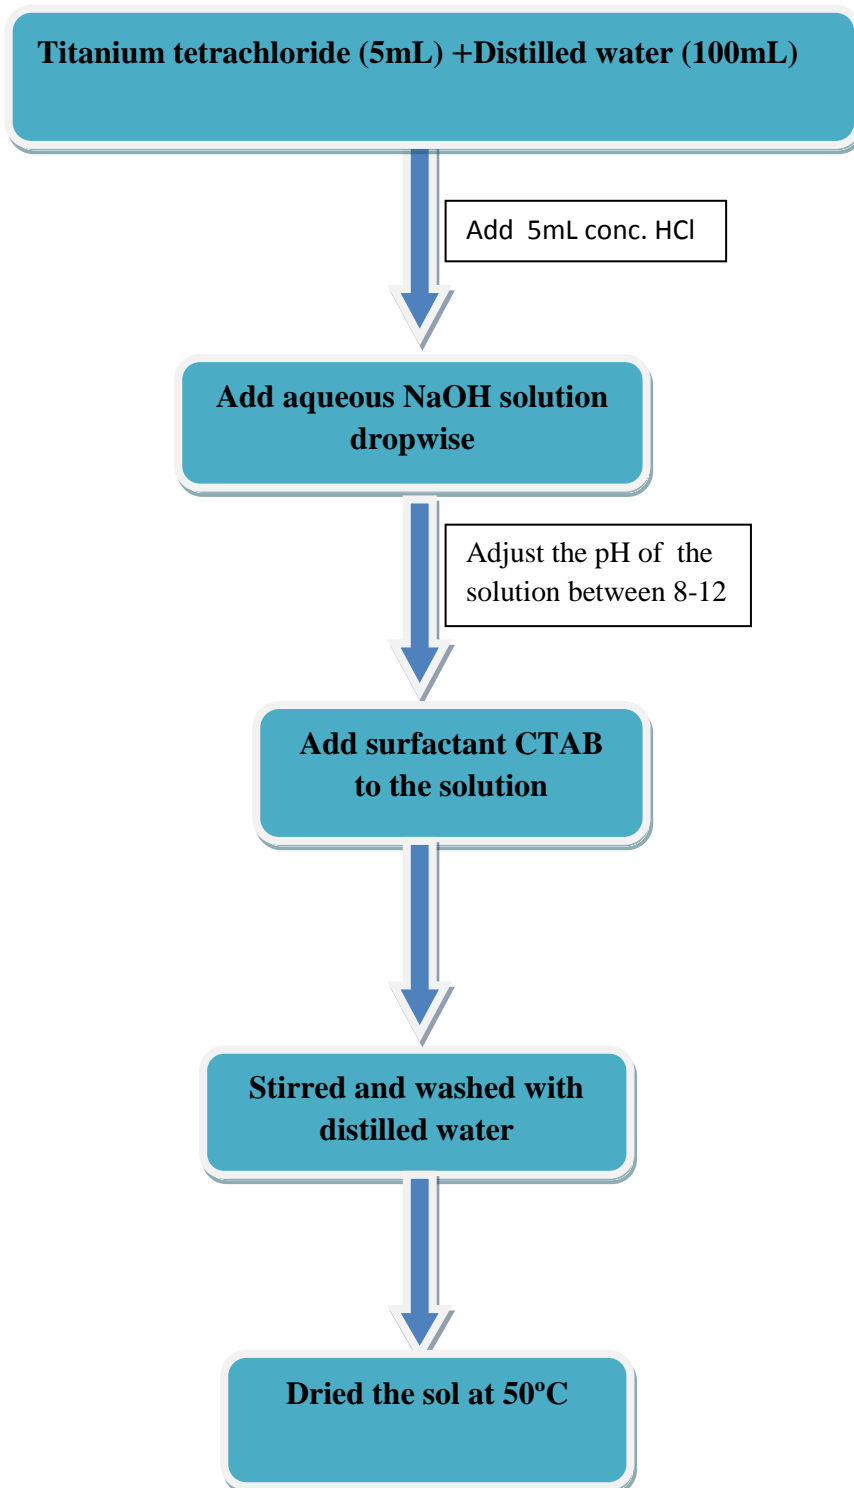 Titanium tetrachloride (5mL) +Distilled water (100mL)
Add  5mL conc. HCl
Add aqueous NaOH solution
dropwise
Adjust the pH of  the
solution between 8-12
Add surfactant CTAB
to the solution
Stirred and washed with
distilled water
Dried the sol at 50ºC